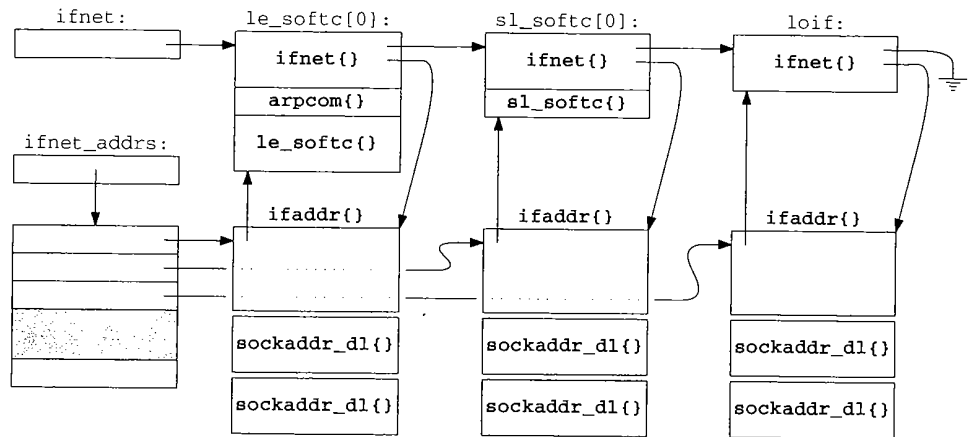 ifnet: le_softc[0]: sl_softc[0]: loif:
ifnet{} ifnet{} ifnet{}
arpcom{} sl_softc{}
le_softc{}
ifnet_addrs:
ifaddr{} ifaddr{} ifaddr{}
sockaddr_dl{} sockaddr_dl{} sockaddr_dl{}
sockaddr_dl{} sockaddr_dl{} sockaddr_dl{}